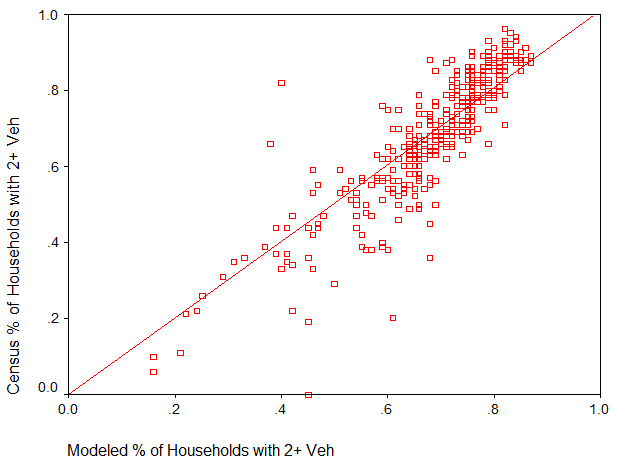 Census % of Households with 2+ Veh
1.0
.8
.6
.4
.2
0.0
0.0 .2 .4 .6 .8 1.0
Modeled % of Households with 2+ Veh